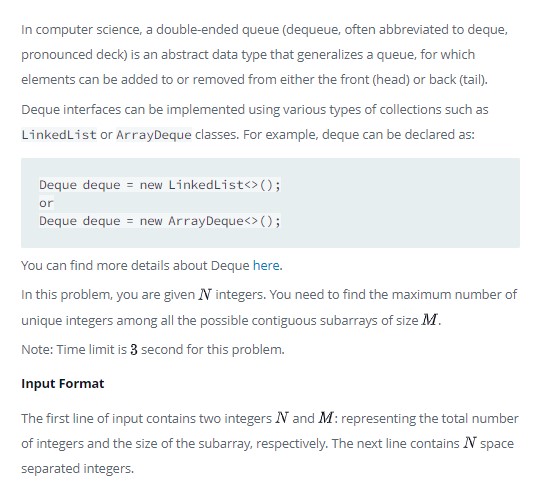 In computer science, a double-ended queue (dequeue, often abbreviated to deque,
pronounced deck) is an abstract data type that generalizes a queue, for which
elements can be added to or removed from either the front (head) or back (tail).
Deque interfaces can be implemented using various types of collections such as
LinkedList or ArrayDeque classes. For example, deque can be declared as:
Deque deque = new LinkedList<>();
or
Deque deque = new ArrayDeque<>();
You can find more details about Deque here.
In this problem, you are given N integers. You need to find the maximum number of
unique integers among all the possible contiguous subarrays of size M.
Note: Time limit is 3 second for this problem.
Input Format
The first line of input contains two integers N and M: representing the total number
of integers and the size of the subarray, respectively. The next line contains N space
separated integers.